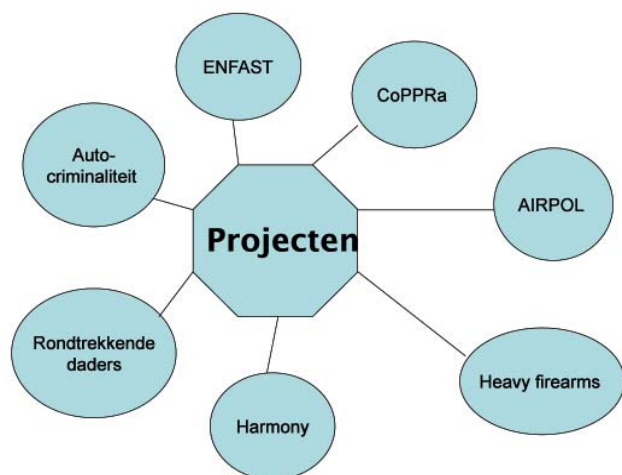 ENFAST
CoPPRa
Auto-
criminaliteit
AIRPOL
Projecten
Rondtrekkende
daders
Heavy firearms
Harmony